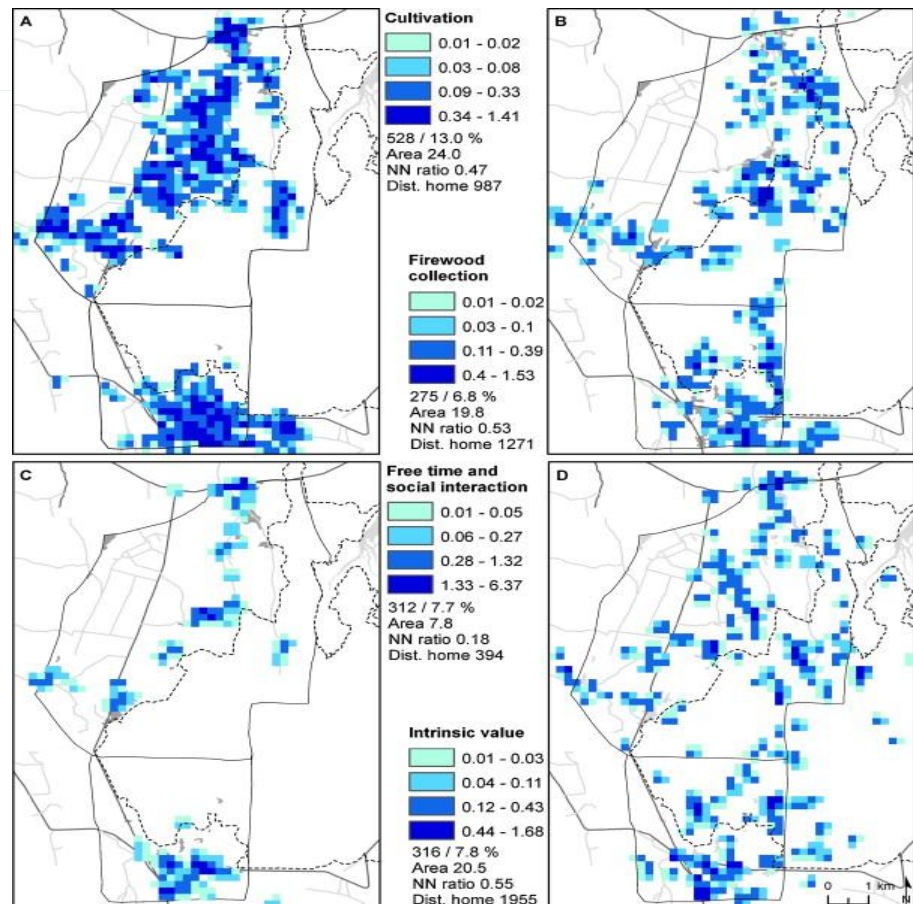 A
Cultivation
0.01 - 0.02
0.03 - 0.08
0.09 - 0.33
0.34 - 1.41
528 / 13.0 %
Area 24.0
NN ratio 0.47
Dist. home 987
B
Firewood
collection
0.01 - 0.02
0.03 - 0.1
0.11 - 0.39
0.4 - 1.53
275 / 6.8 %
Area 19.8
NN ratio 0.53
Dist. home 1271
C
Free time and
social interaction
0.01 - 0.05
0.06 - 0.27
0.28 - 1.32
1.33 - 6.37
312 / 7.7 %
Area 7.8
NN ratio 0.18
Dist. home 394
D
Intrinsic value
0.01 - 0.03
0.04 - 0.11
0.12 - 0.43
0.44 - 1.68
316 / 7.8 %
Area 20.5
NN ratio 0.55
Dist. home 1955
0 1 km
N